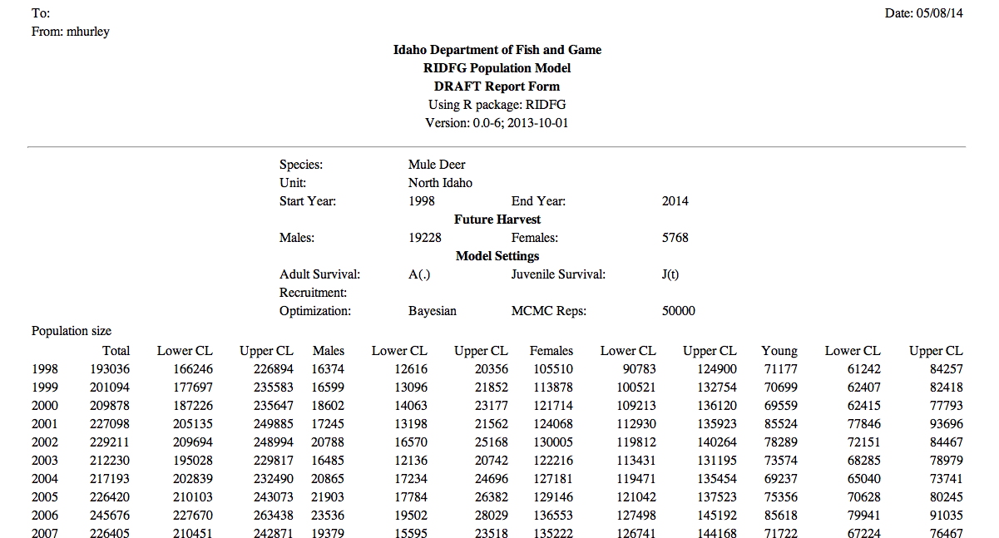 To: Date: 05/08/14
From: mhurley
Idaho Department of Fish and Game
RIDFG Population Model
DRAFT Report Form
Using R package: RIDFG
Version: 0.0-6; 2013-10-01
Species: Mule Deer
Unit: North Idaho
Start Year: 1998 End Year: 2014
Future Harvest
Males: 19228 Females: 5768
Model Settings
Adult Survival: A(.) Juvenile Survival: J(t)
Recruitment:
Optimization: Bayesian MCMC Reps: 50000
Population size
Total Lower CL Upper CL Males Lower CL Upper CL Females Lower CL Upper CL Young Lower CL Upper CL
1998 193036 166246 226894 16374 12616 20356 105510 90783 124900 71177 61242 84257
1999 201094 177697 235583 16599 13096 21852 113878 100521 132754 70699 62407 82418
2000 209878 187226 235647 18602 14063 23177 121714 109213 136120 69559 62415 77793
2001 227098 205135 249885 17245 13198 21562 124068 112930 135923 85524 77846 93696
2002 229211 209694 248994 20788 16570 25168 130005 119812 140264 78289 72151 84467
2003 212230 195028 229817 16485 12136 20742 122216 113431 131195 73574 68285 78979
2004 217193 202839 232490 20865 17234 24696 127181 119471 135454 69237 65040 73741
2005 226420 210103 243073 21903 17784 26382 129146 121042 137523 75356 70628 80245
2006 245676 227670 263438 23536 19502 28029 136553 127498 145192 85618 79941 91035
2007 226405 210451 242871 19379 15595 23518 135222 126741 144168 71722 67224 76467